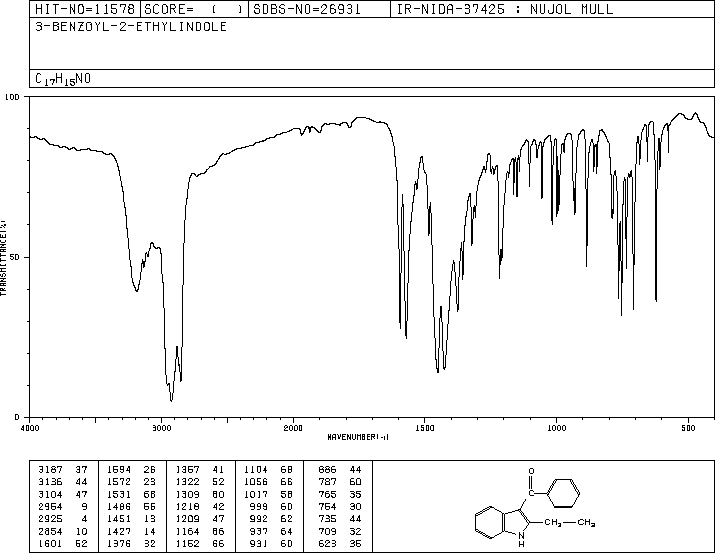 HIT-NO=11578 SCORE= ( ) SDBS-NO=26931 IR-NIDA-37425 : NUJOL MULL
3-BENZOYL-2-ETHYLINDOLE
C17H15NO
100
50
0
TRANSMITTANCE(%)
4000 3000 2000 1500 1000 500
WAVENUMBER(-1)
3187 37 1594 26 1357 41 1104 68 886 44
3136 44 1572 23 1322 52 1056 66 787 60
3104 47 1531 68 1309 60 1017 58 765 35
2954 9 1486 55 1218 42 999 60 754 30
2925 4 1451 13 1209 47 992 62 735 44
2854 10 1427 14 1164 66 937 64 709 32
1601 62 1376 32 1152 66 931 60 623 35
O
C
CH2 CH3
N
H